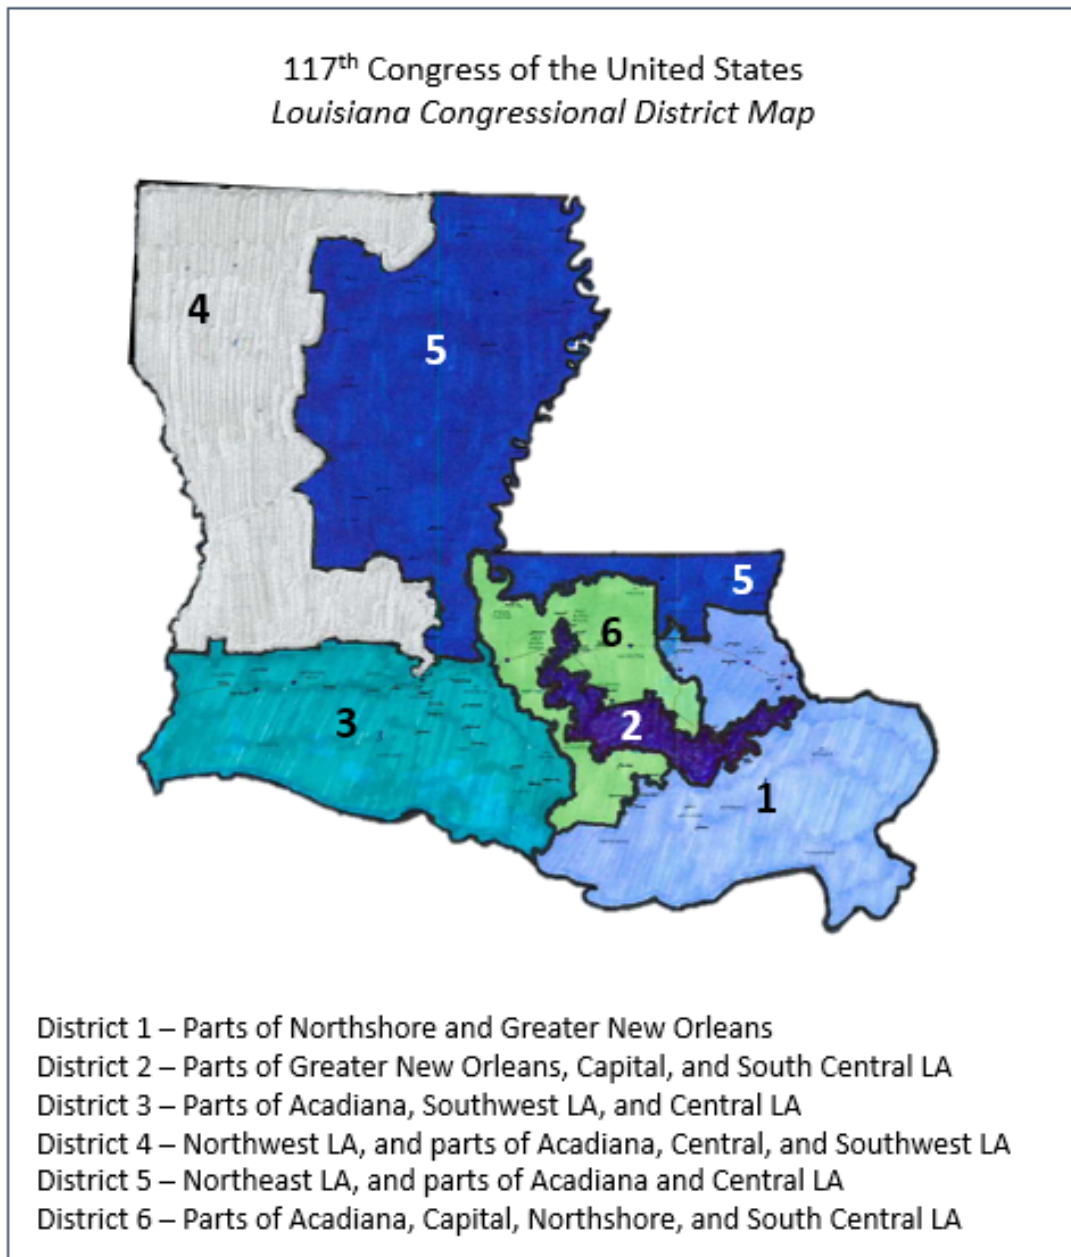 117th Congress of the United States
Louisiana Congressional District Map
4
5
5
6
3
2
1
District 1 – Parts of Northshore and Greater New Orleans
District 2 – Parts of Greater New Orleans, Capital, and South Central LA
District 3 – Parts of Acadiana, Southwest LA, and Central LA
District 4 – Northwest LA, and parts of Acadiana, Central, and Southwest LA
District 5 – Northeast LA, and parts of Acadiana and Central LA
District 6 – Parts of Acadiana, Capital, Northshore, and South Central LA